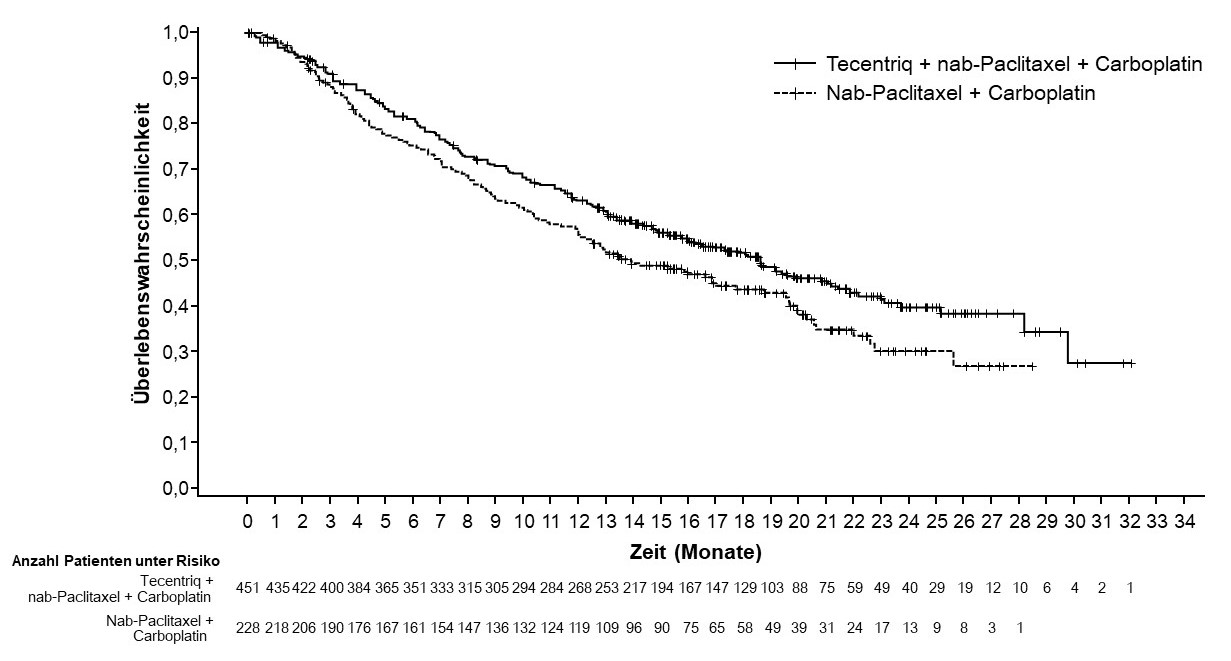 1,0
0,9
0,8
0,7
0,6
0,5
0,4
0,3
0,2
0,1
0,0
Überlebenswahrscheinlichkeit
Tecentriq + nab-Paclitaxel + Carboplatin
Nab-Paclitaxel + Carboplatin
0 1 2 3 4 5 6 7 8 9 10 11 12 13 14 15 16 17 18 19 20 21 22 23 24 25 26 27 28 29 30 31 32 33 34
Zeit (Monate)
Anzahl Patienten unter Risiko
Tecentriq +
nab-Paclitaxel + Carboplatin
451 435 422 400 384 365 351 333 315 305 294 284 268 253 217 194 167 147 129 103 88 75 59 49 40 29 19 12 10 6 4 2 1
Nab-Paclitaxel +
Carboplatin
228 218 206 190 176 167 161 154 147 136 132 124 119 109 96 90 75 65 58 49 39 31 24 17 13 9 8 3 1